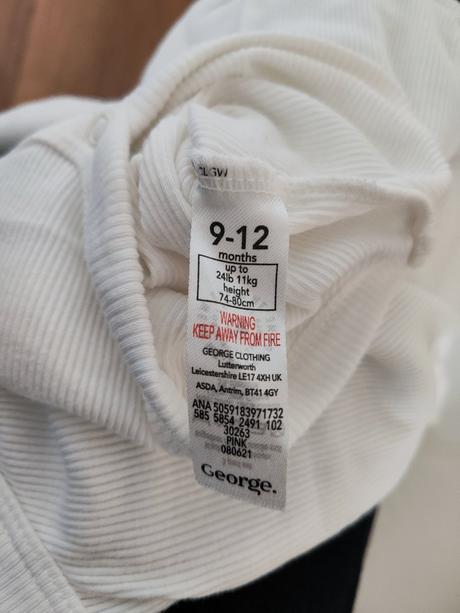 9-12
months
up to
24lb 11kg
height
74-80cm
WARNING
KEEP AWAY FROM FIRE
GEORGE CLOTHING
Lutterworth
Leicestershire LE17 4XH UK
ASDA, Antrim, BT41 4GY
ANA 5059183971732
585 5854 2491 102
30263
PINK
080621
George.